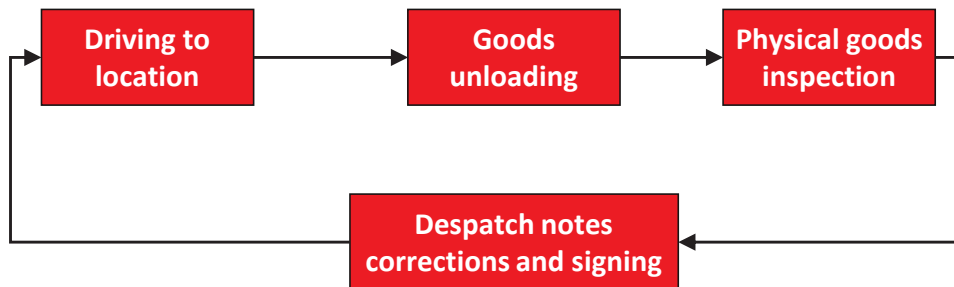 Driving to
location
Goods
unloading
Physical goods
inspection
Despatch notes
corrections and signing